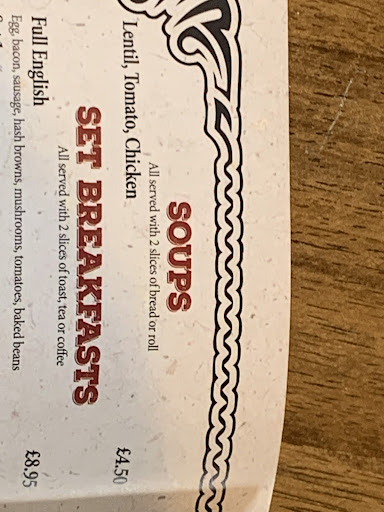 SOUPS
All served with 2 slices of bread or roll
Lentil, Tomato, Chicken £4.50
SET BREAKFASTS
All served with 2 slices of toast, tea or coffee
Full English £8.95
Egg, bacon, sausage, hash browns, mushrooms, tomatoes, baked beans